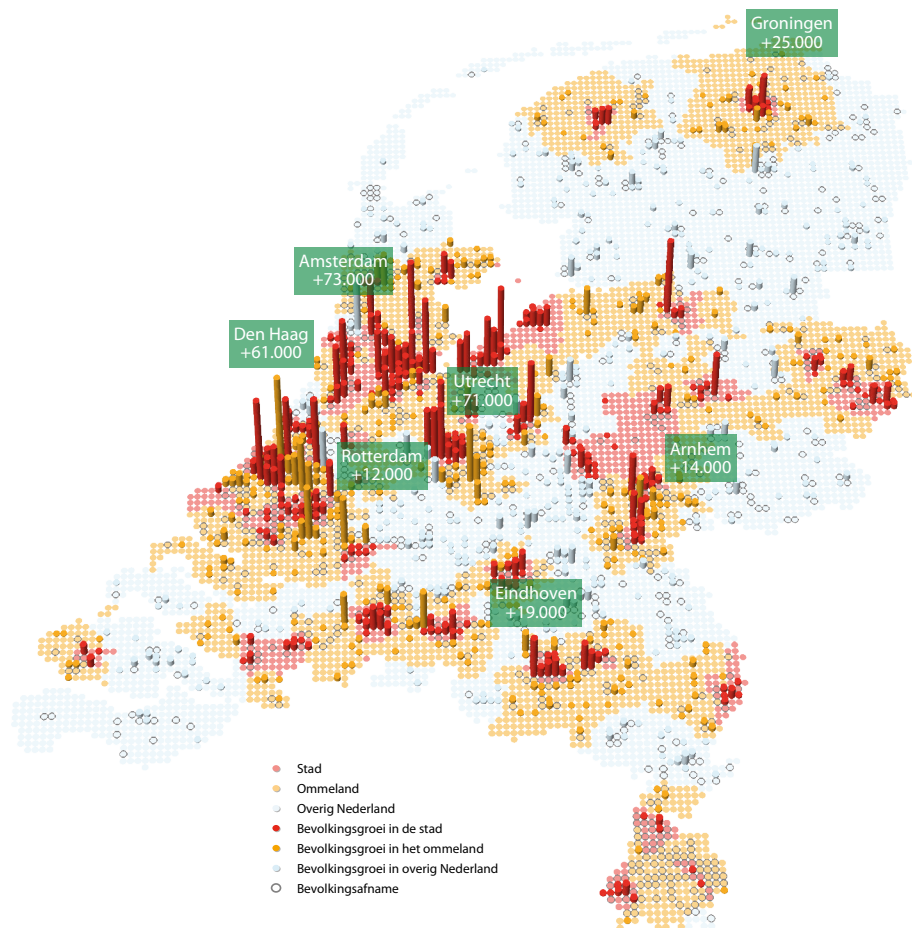 Groningen
+25.000
Amsterdam
+73.000
Den Haag
+61.000
Utrecht
+71.000
Rotterdam
+12.000
Arnhem
+14.000
Eindhoven
+19.000
Stad
Ommeland
Overig Nederland
Bevolkingsgroei in de stad
Bevolkingsgroei in het ommeland
Bevolkingsgroei in overig Nederland
Bevolkingsafname